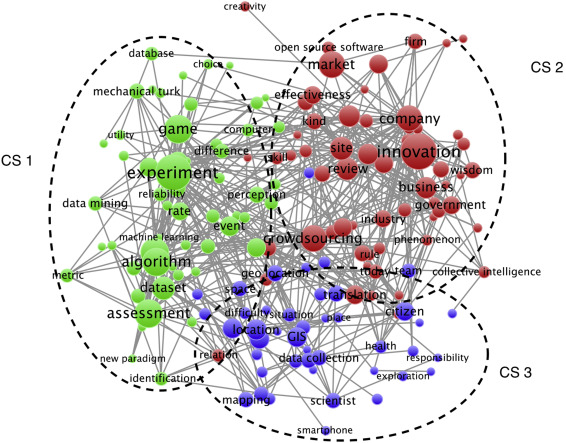 creativity
database
open source software
firm
choice
market
CS 2
mechanical turk
effectiveness
game
kind
company
utility
computer
difference
site
innovation
CS 1
skill
experiment
review
wisdom
reliability
perception
business
data mining
rate
government
event
industry
machine learning
crowdsourcing
phenomenon
algorithm
rule
metric
geo location
today
team
collective intelligence
dataset
space
translation
assessment
difficulty
situation
place
citizen
location
GIS
new paradigm
relation
data collection
health
responsibility
CS 3
identification
exploration
mapping
scientist
smartphone